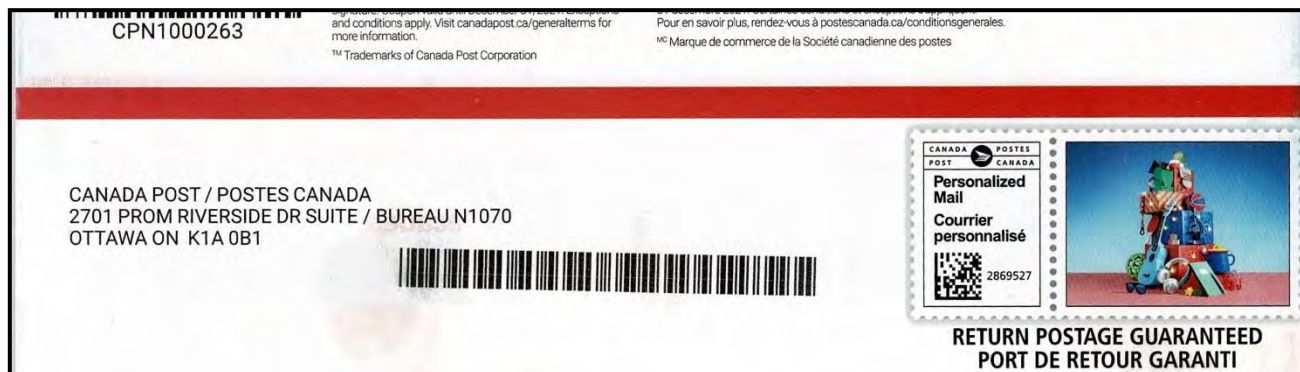 CPN1000263
and conditions apply. Visit canadapost.ca/generalterms for
more information.
™ Trademarks of Canada Post Corporation
Pour en savoir plus, rendez-vous à postescanada.ca/conditionsgenerales.
MC Marque de commerce de la Société canadienne des postes
CANADA POST / POSTES CANADA
2701 PROM RIVERSIDE DR SUITE / BUREAU N1070
OTTAWA ON K1A 0B1
CANADA POSTES
POST CANADA
Personalized
Mail
Courrier
personnalisé
2869527
RETURN POSTAGE GUARANTEED
PORT DE RETOUR GARANTI